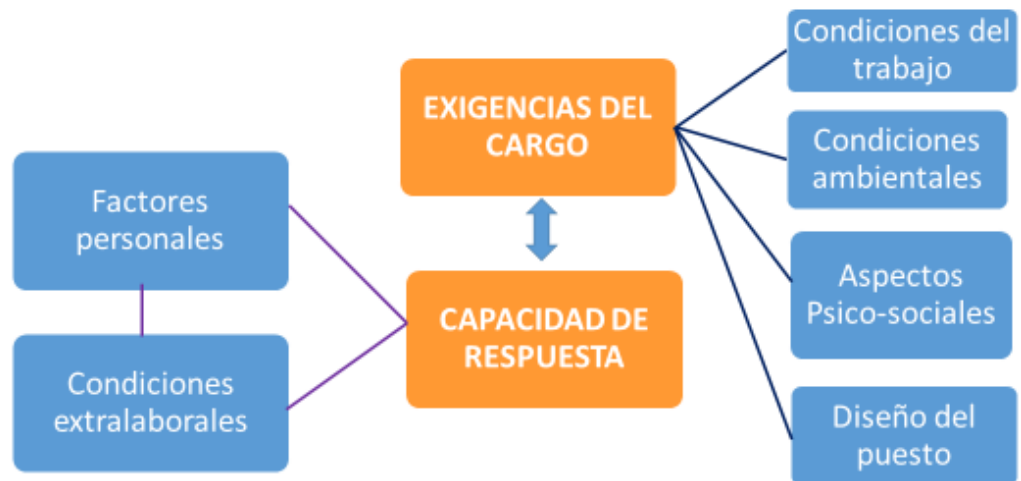 Factores
personales
Condiciones
extralaborales
EXIGENCIAS DEL
CARGO
CAPACIDAD DE
RESPUESTA
Condiciones del
trabajo
Condiciones
ambientales
Aspectos
Psico-sociales
Diseño del
puesto